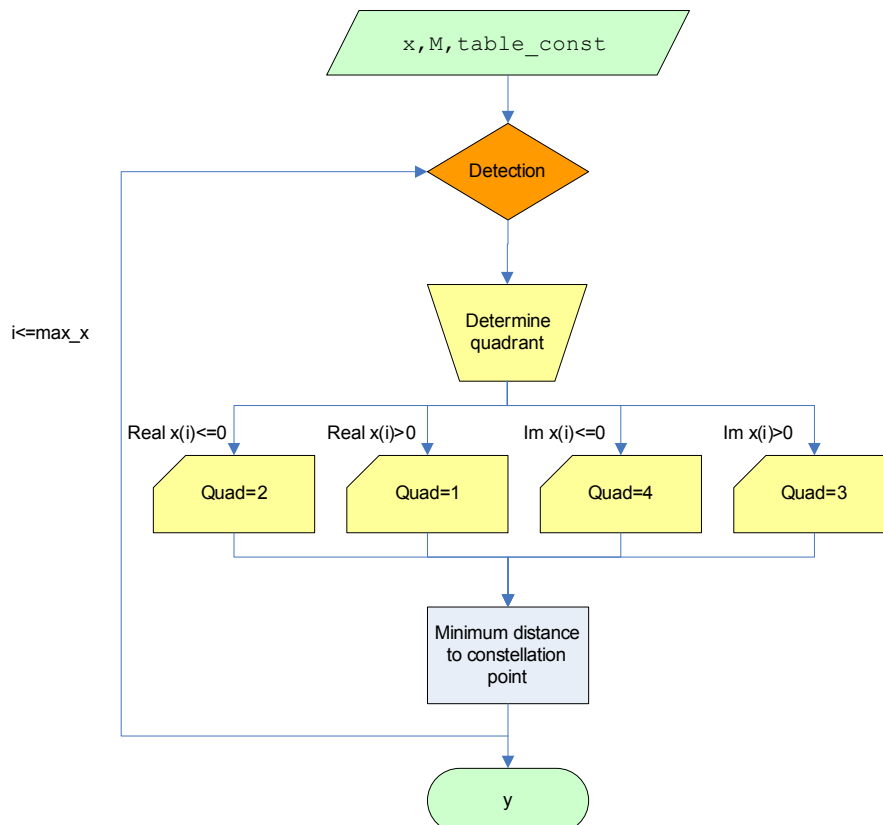 x,M,table_const
Detection
i<=max_x
Determine
quadrant
Real x(i)<=0
Real x(i)>0
Im x(i)<=0
Im x(i)>0
Quad=2
Quad=1
Quad=4
Quad=3
Minimum distance
to constellation
point
y